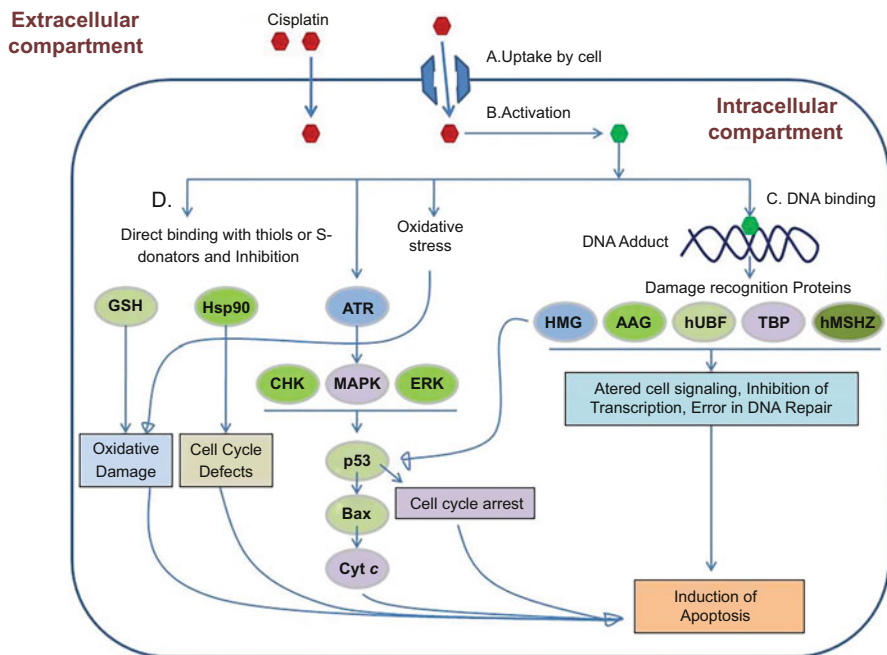 Extracellular
compartment
Cisplatin
A.Uptake by cell
B.Activation
Intracellular
compartment
C. DNA binding
D.
Direct binding with thiols or S-
donators and Inhibition
Oxidative
stress
DNA Adduct
Damage recognition Proteins
GSH
Hsp90
ATR
HMG
AAG
hUBF
TBP
hMSHZ
CHK
MAPK
ERK
Atered cell signaling, Inhibition of
Transcription, Error in DNA Repair
Oxidative
Damage
Cell Cycle
Defects
p53
Cell cycle arrest
Bax
Cyt c
Induction of
Apoptosis